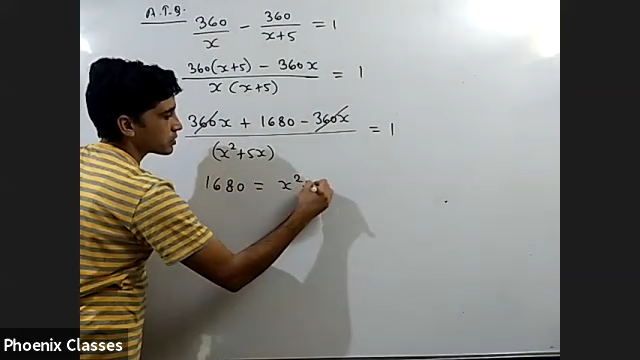 A.T.Q.
360/x - 360/x+5 = 1
360(x+5) - 360x / x(x+5) = 1
360x + 1680 - 360x / (x²+5x) = 1
1680 = x²
Phoenix Classes